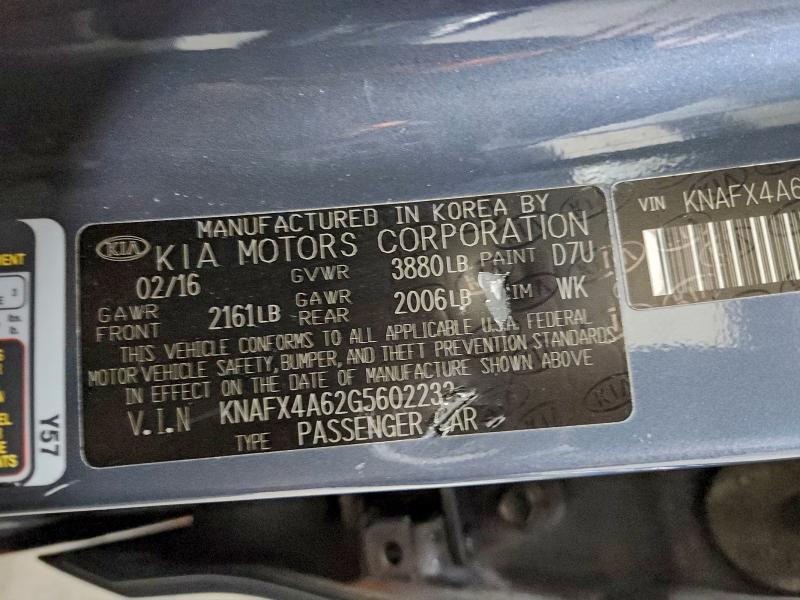 MANUFACTURED IN KOREA BY
KIA
KIA MOTORS CORPORATION
02/16
GVWR 3880LB PAINT D7U
GAWR FRONT 2161LB GAWR REAR 2006LB WK
THIS VEHICLE CONFORMS TO ALL APPLICABLE U.S.A. FEDERAL
MOTOR VEHICLE SAFETY, BUMPER, AND THEFT PREVENTION STANDARDS
IN EFFECT ON THE DATE OF MANUFACTURE SHOWN ABOVE
V.I.N KNAFX4A62G560223
TYPE PASSENGER CAR
VIN KNAFX4A6
Y57